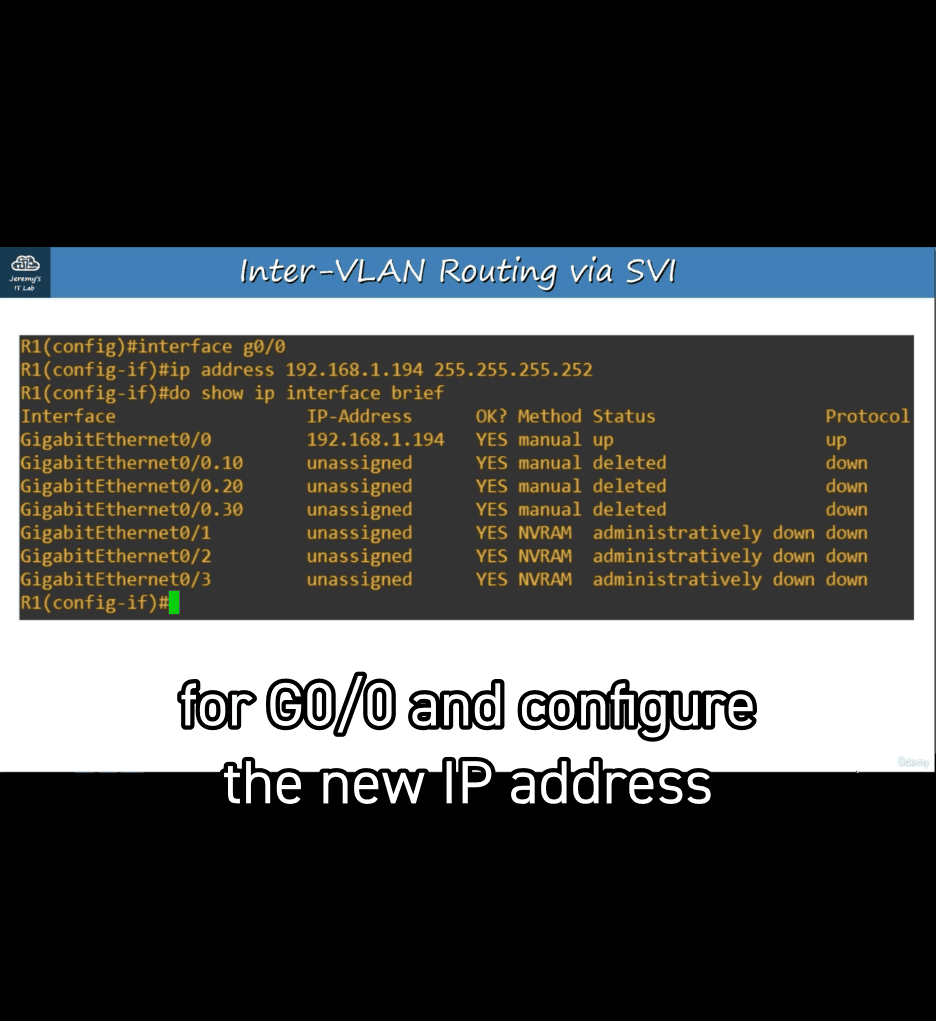 Jeremy's
IT Lab
Inter-VLAN Routing via SVI
R1(config)#interface g0/0
R1(config-if)#ip address 192.168.1.194 255.255.255.252
R1(config-if)#do show ip interface brief
Interface IP-Address OK? Method Status Protocol
GigabitEthernet0/0 192.168.1.194 YES manual up up
GigabitEthernet0/0.10 unassigned YES manual deleted down
GigabitEthernet0/0.20 unassigned YES manual deleted down
GigabitEthernet0/0.30 unassigned YES manual deleted down
GigabitEthernet0/1 unassigned YES NVRAM administratively down down
GigabitEthernet0/2 unassigned YES NVRAM administratively down down
GigabitEthernet0/3 unassigned YES NVRAM administratively down down
R1(config-if)#
for G0/0 and configure
the new IP address
Udemy